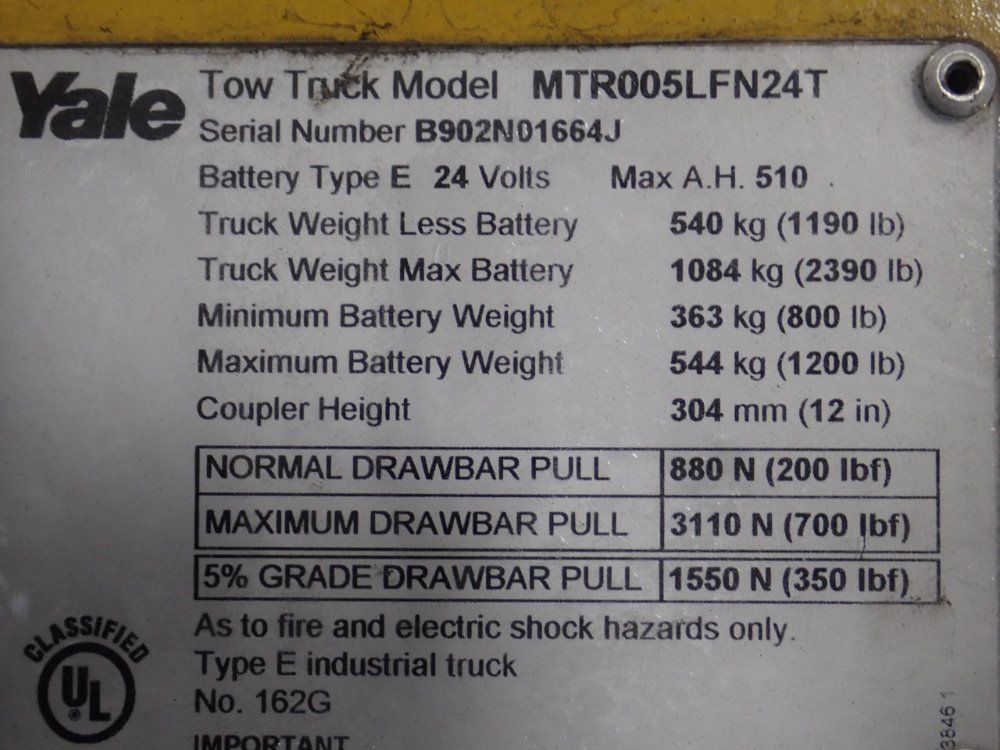 Yale
Tow Truck Model MTR005LFN24T
Serial Number B902N01664J
Battery Type E 24 Volts Max A.H. 510
Truck Weight Less Battery 540 kg (1190 lb)
Truck Weight Max Battery 1084 kg (2390 lb)
Minimum Battery Weight 363 kg (800 lb)
Maximum Battery Weight 544 kg (1200 lb)
Coupler Height 304 mm (12 in)
NORMAL DRAWBAR PULL 880 N (200 lbf)
MAXIMUM DRAWBAR PULL 3110 N (700 lbf)
5% GRADE DRAWBAR PULL 1550 N (350 lbf)
CLASSIFIED
UL ®
As to fire and electric shock hazards only.
Type E industrial truck
No. 162G
IMPORTANT